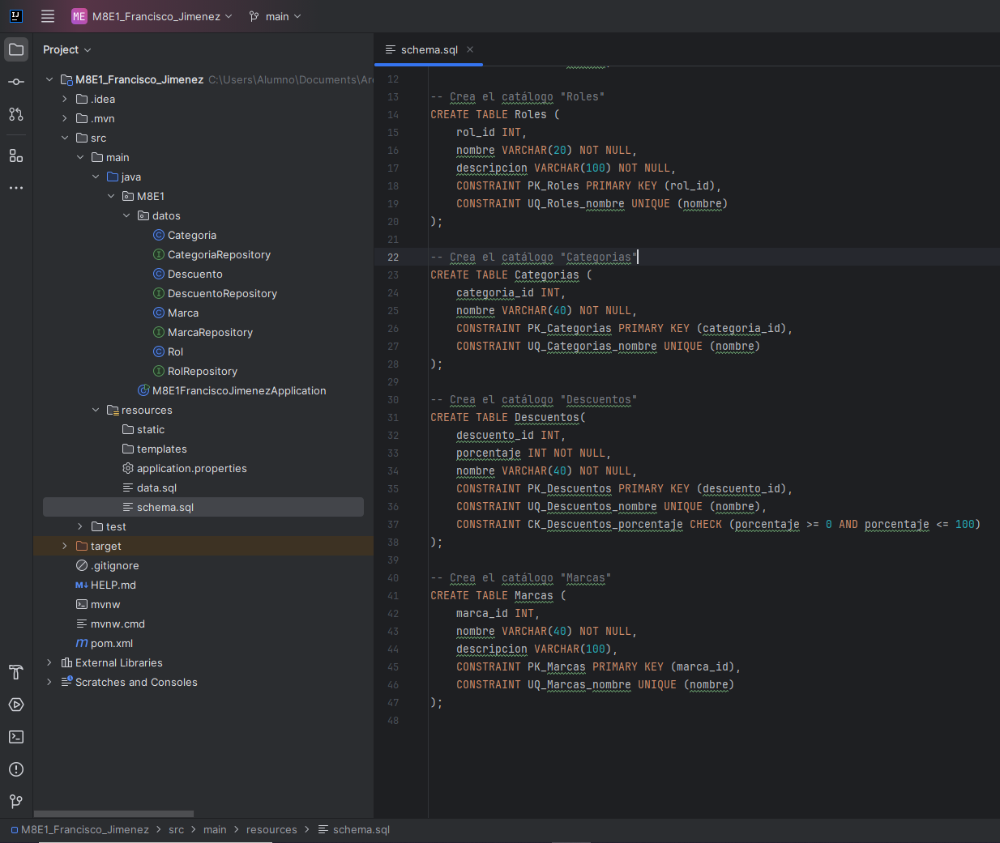 IJ
ME M8E1_Francisco_Jimenez main
Project
schema.sql
M8E1_Francisco_Jimenez C:\Users\Alumno\Documents\Ar
.idea
.mvn
src
main
java
M8E1
datos
Categoria
CategoriaRepository
Descuento
DescuentoRepository
Marca
MarcaRepository
Rol
RolRepository
M8E1FranciscoJimenezApplication
resources
static
templates
application.properties
data.sql
schema.sql
test
target
.gitignore
HELP.md
mvnw
mvnw.cmd
pom.xml
External Libraries
Scratches and Consoles
12
13 -- Crea el catálogo "Roles"
14 CREATE TABLE Roles (
15 rol_id INT,
16 nombre VARCHAR(20) NOT NULL,
17 descripcion VARCHAR(100) NOT NULL,
18 CONSTRAINT PK_Roles PRIMARY KEY (rol_id),
19 CONSTRAINT UQ_Roles_nombre UNIQUE (nombre)
20 );
21
22 -- Crea el catálogo "Categorias"
23 CREATE TABLE Categorias (
24 categoria_id INT,
25 nombre VARCHAR(40) NOT NULL,
26 CONSTRAINT PK_Categorias PRIMARY KEY (categoria_id),
27 CONSTRAINT UQ_Categorias_nombre UNIQUE (nombre)
28 );
29
30 -- Crea el catálogo "Descuentos"
31 CREATE TABLE Descuentos(
32 descuento_id INT,
33 porcentaje INT NOT NULL,
34 nombre VARCHAR(40) NOT NULL,
35 CONSTRAINT PK_Descuentos PRIMARY KEY (descuento_id),
36 CONSTRAINT UQ_Descuentos_nombre UNIQUE (nombre),
37 CONSTRAINT CK_Descuentos_porcentaje CHECK (porcentaje >= 0 AND porcentaje <= 100)
38 );
39
40 -- Crea el catálogo "Marcas"
41 CREATE TABLE Marcas (
42 marca_id INT,
43 nombre VARCHAR(40) NOT NULL,
44 descripcion VARCHAR(100),
45 CONSTRAINT PK_Marcas PRIMARY KEY (marca_id),
46 CONSTRAINT UQ_Marcas_nombre UNIQUE (nombre)
47 );
48
M8E1_Francisco_Jimenez > src > main > resources > schema.sql